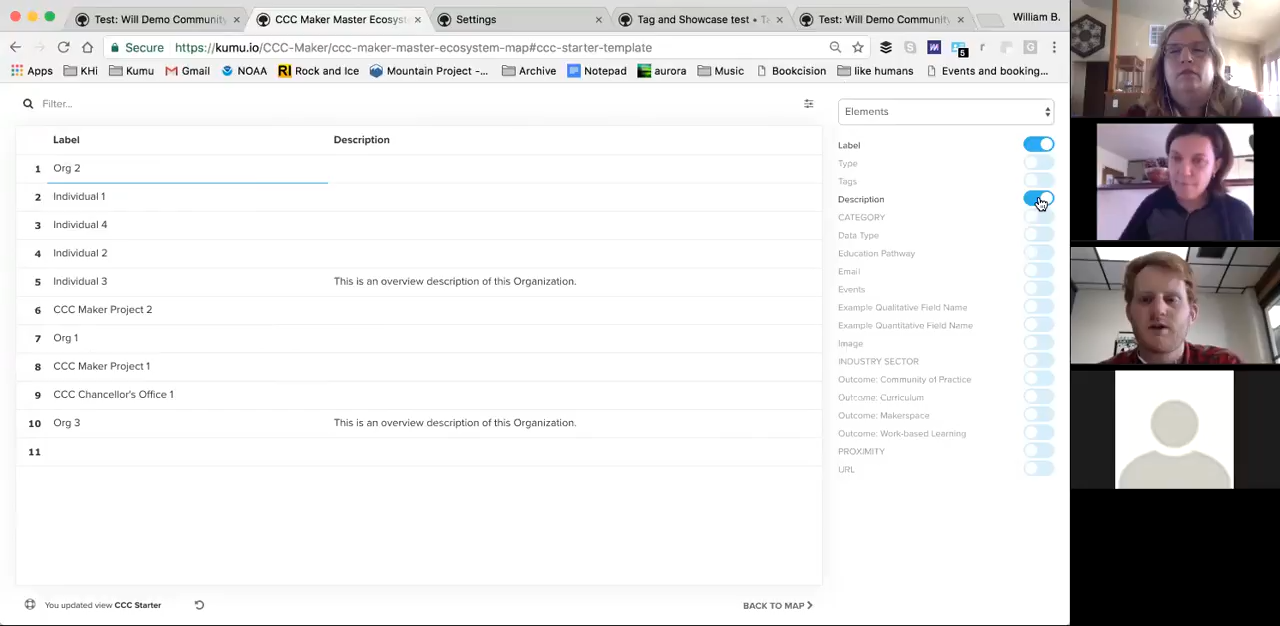 Test: Will Demo Community
CCC Maker Master Ecosyst
Settings
Tag and Showcase test •
Test: Will Demo Community
William B.
Secure
https://kumu.io/CCC-Maker/ccc-maker-master-ecosystem-map#ccc-starter-template
5
Apps
KHi
Kumu
Gmail
NOAA
Rock and Ice
Mountain Project -...
Archive
Notepad
aurora
Music
Bookcision
like humans
Events and booking...
Filter...
Elements
Label
Description
1 Org 2
2 Individual 1
3 Individual 4
4 Individual 2
5 Individual 3 This is an overview description of this Organization.
6 CCC Maker Project 2
7 Org 1
8 CCC Maker Project 1
9 CCC Chancellor's Office 1
10 Org 3 This is an overview description of this Organization.
11
Label
Type
Tags
Description
CATEGORY
Data Type
Education Pathway
Email
Events
Example Qualitative Field Name
Example Quantitative Field Name
Image
INDUSTRY SECTOR
Outcome: Community of Practice
Outcome: Curriculum
Outcome: Makerspace
Outcome: Work-based Learning
PROXIMITY
URL
You updated view CCC Starter
BACK TO MAP